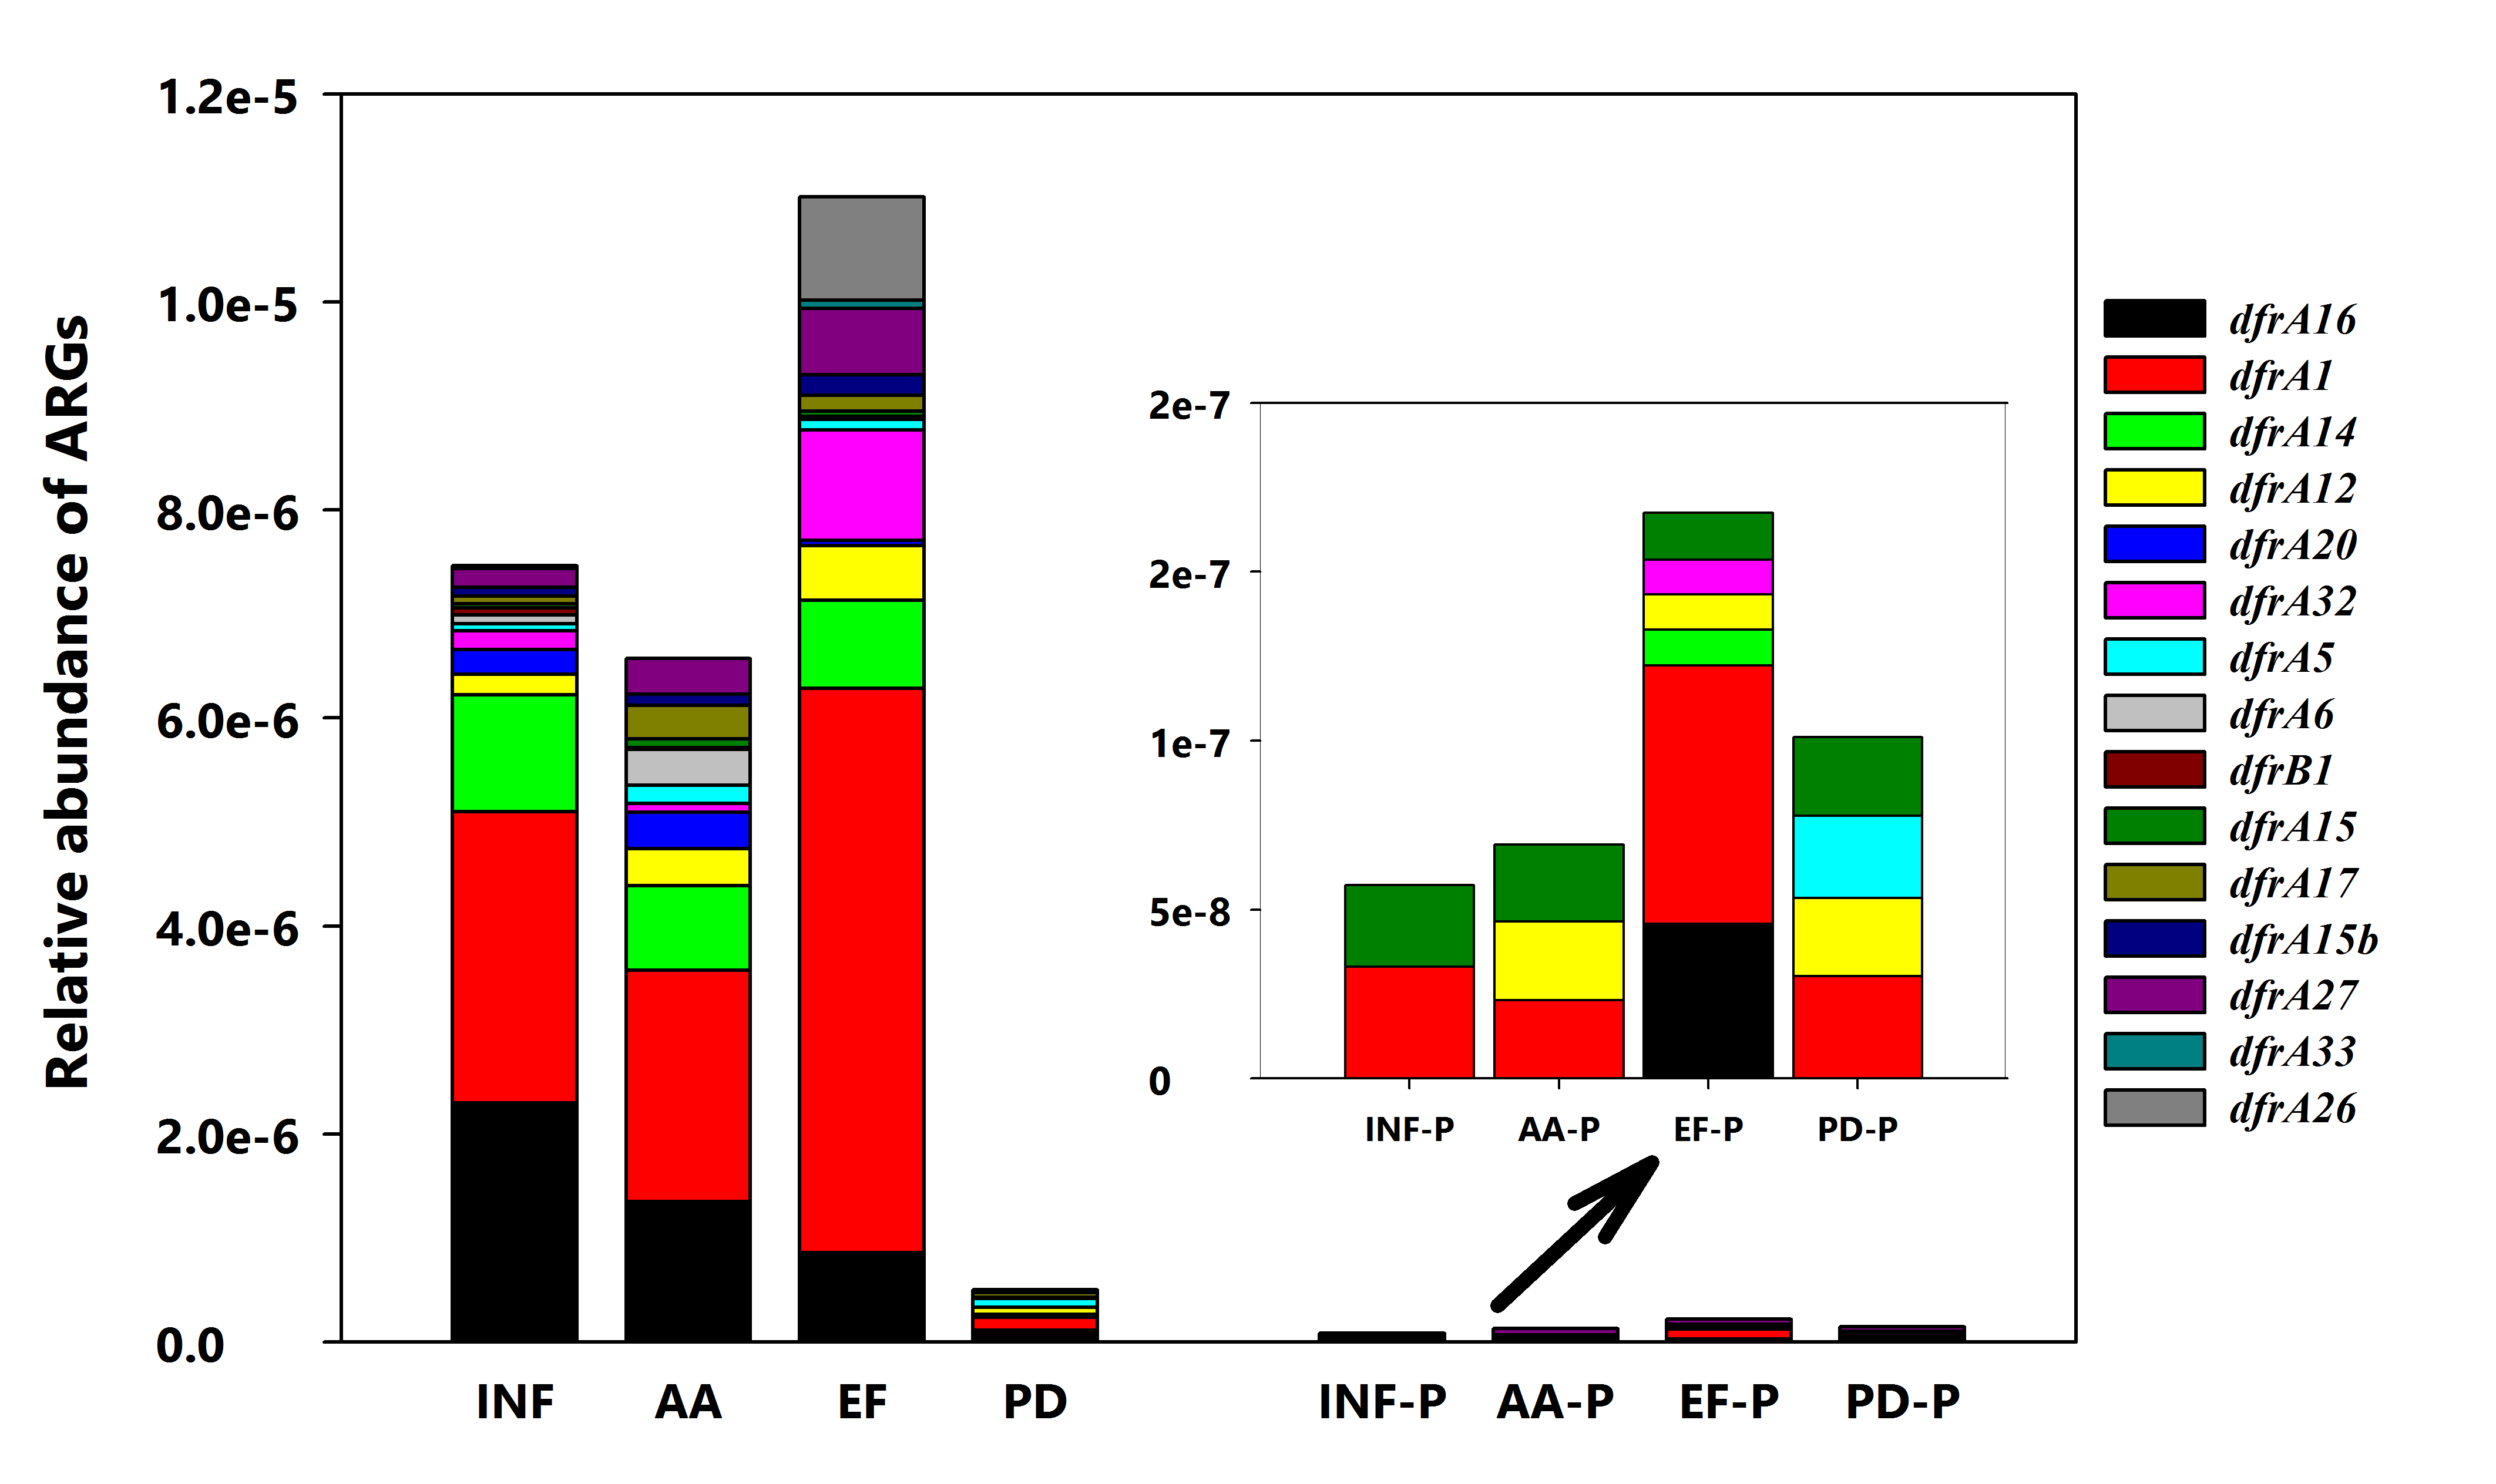 Relative abundance of ARGs
1.2e-5
1.0e-5
8.0e-6
6.0e-6
4.0e-6
2.0e-6
0.0
INF AA EF PD INF-P AA-P EF-P PD-P
2e-7
2e-7
1e-7
5e-8
0
INF-P AA-P EF-P PD-P
dfrA16
dfrA1
dfrA14
dfrA12
dfrA20
dfrA32
dfrA5
dfrA6
dfrB1
dfrA15
dfrA17
dfrA15b
dfrA27
dfrA33
dfrA26